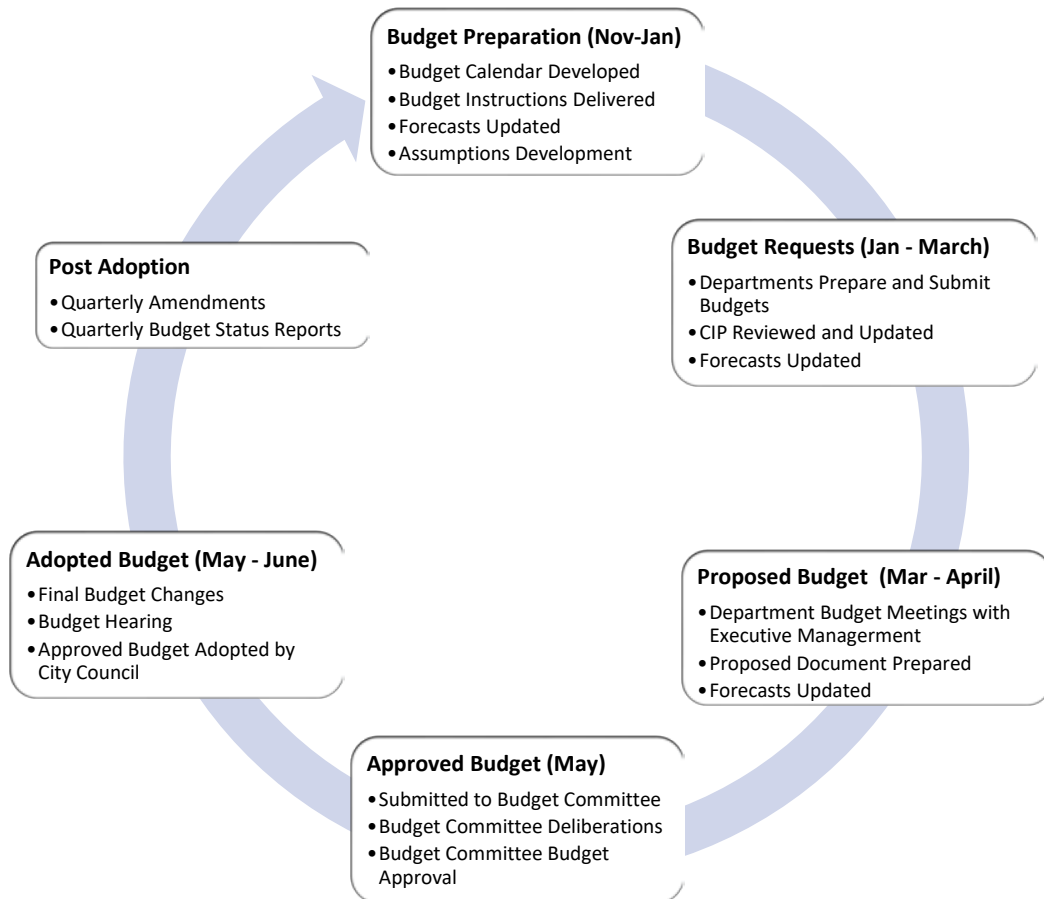 Budget Preparation (Nov-Jan)
•Budget Calendar Developed
•Budget Instructions Delivered
•Forecasts Updated
•Assumptions Development
Budget Requests (Jan - March)
•Departments Prepare and Submit
Budgets
•CIP Reviewed and Updated
•Forecasts Updated
Proposed Budget  (Mar - April)
•Department Budget Meetings with
Executive Managerment
•Proposed Document Prepared
•Forecasts Updated
Approved Budget (May)
•Submitted to Budget Committee
•Budget Committee Deliberations
•Budget Committee Budget
Approval
Adopted Budget (May - June)
•Final Budget Changes
•Budget Hearing
•Approved Budget Adopted by
City Council
Post Adoption
•Quarterly Amendments
•Quarterly Budget Status Reports